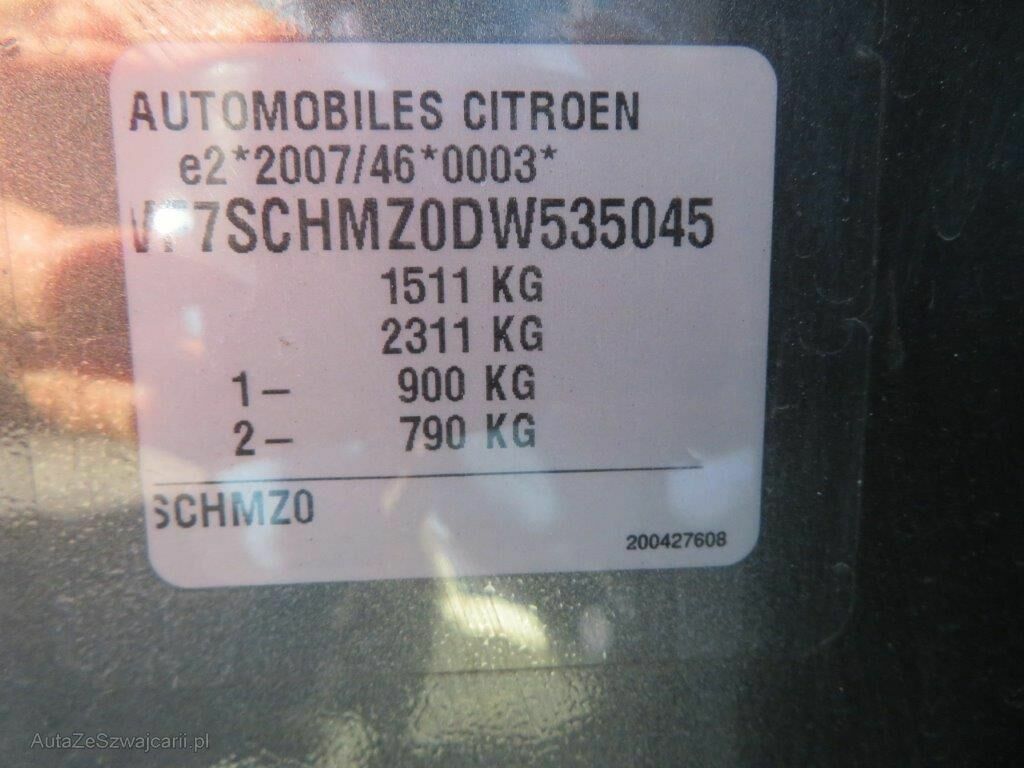 AUTOMOBILES CITROEN
e2*2007/46*0003*
VF7SCHMZ0DW535045
1511 KG
2311 KG
1- 900 KG
2- 790 KG
SCHMZ0
200427608
AutaZeSzwajcarii.pl